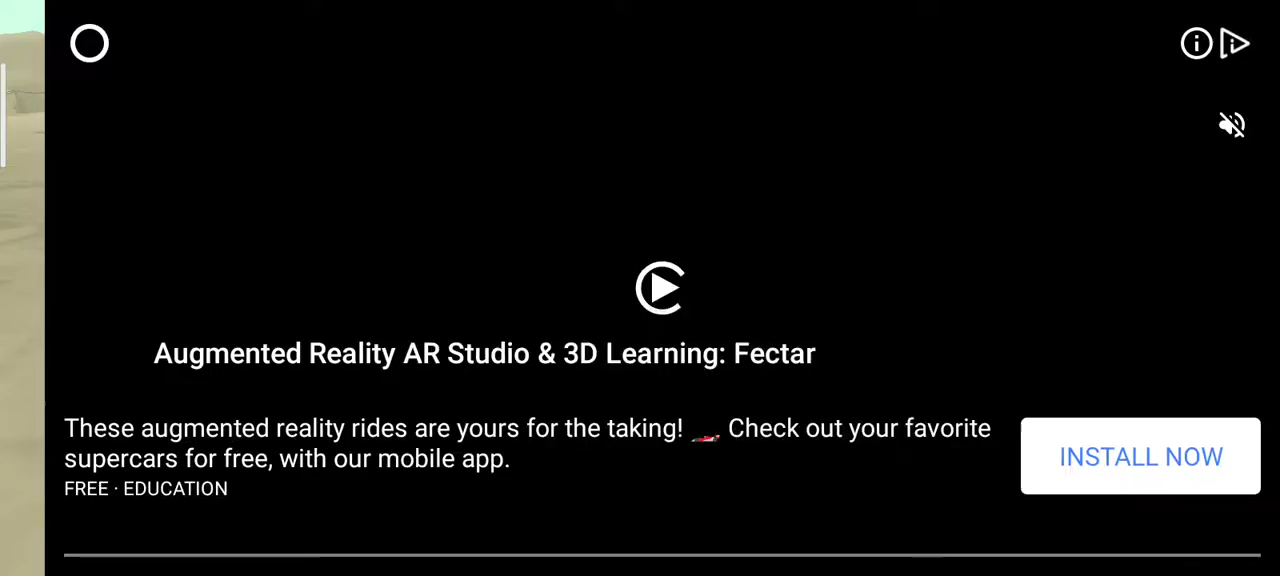 Augmented Reality AR Studio & 3D Learning: Fectar
These augmented reality rides are yours for the taking! 🏎️ Check out your favorite
supercars for free, with our mobile app.
FREE · EDUCATION
INSTALL NOW